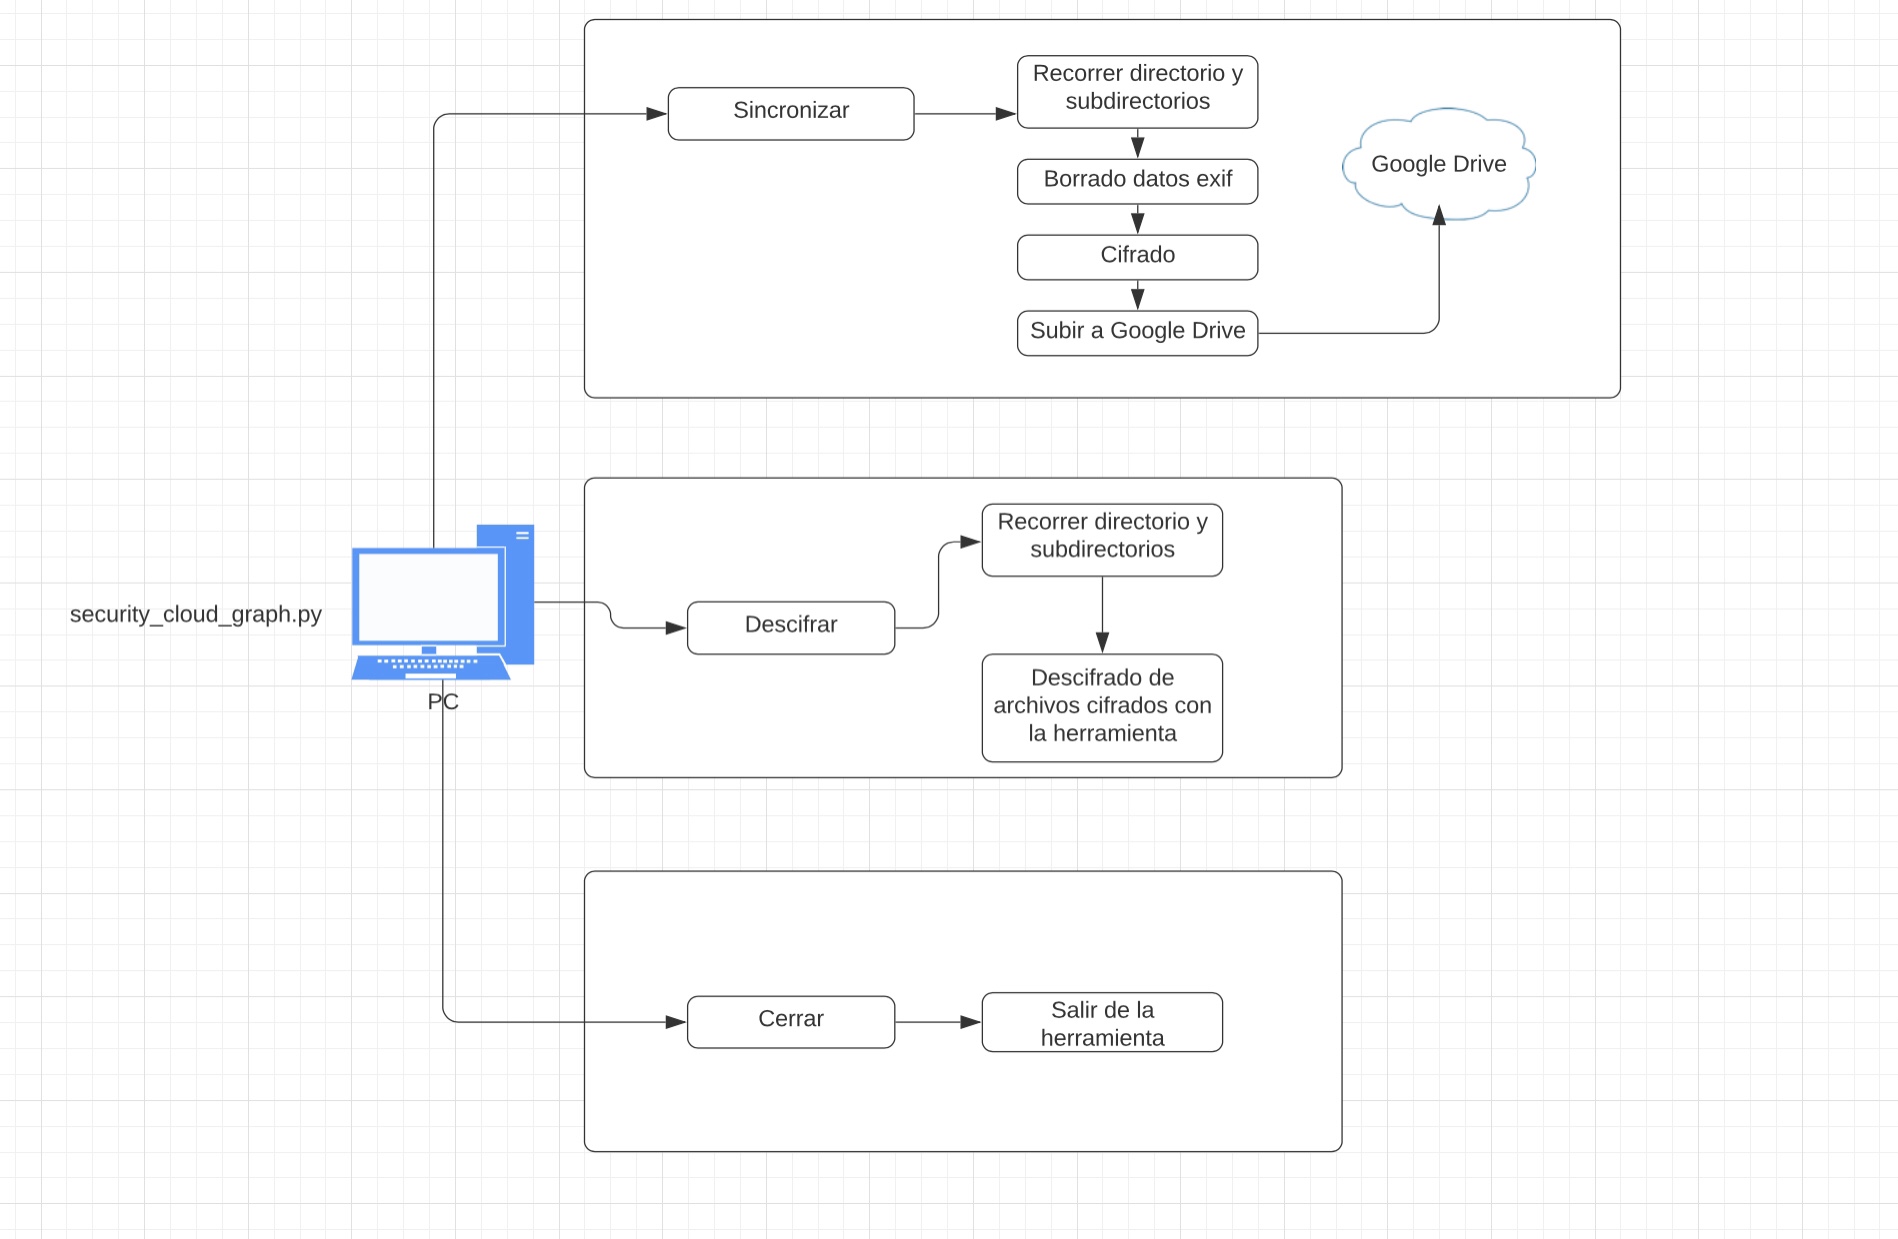 Sincronizar
Recorrer directorio y
subdirectorios
Borrado datos exif
Cifrado
Subir a Google Drive
Google Drive
security_cloud_graph.py
PC
Descifrar
Recorrer directorio y
subdirectorios
Descifrado de
archivos cifrados con
la herramienta
Cerrar
Salir de la
herramienta